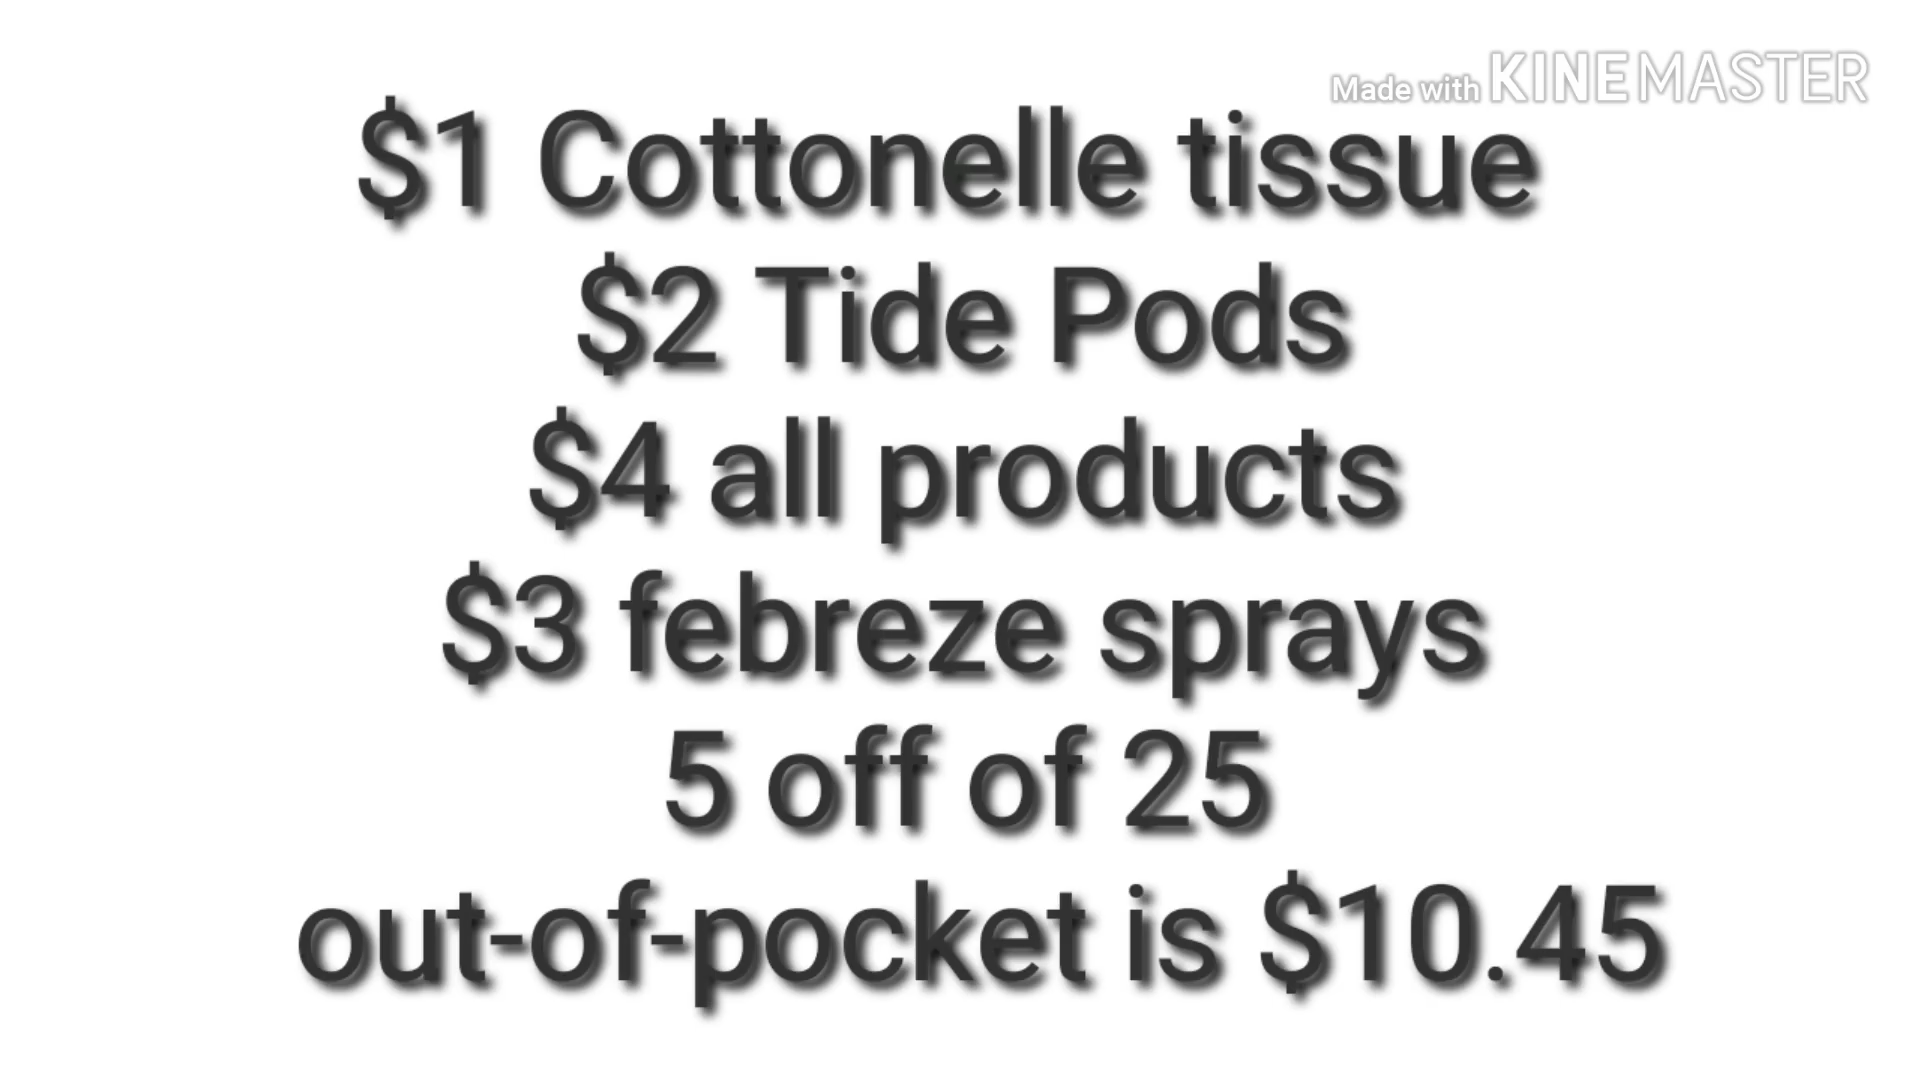 Made with KINEMASTER
$1 Cottonelle tissue
$2 Tide Pods
$4 all products
$3 febreze sprays
5 off of 25
out-of-pocket is $10.45